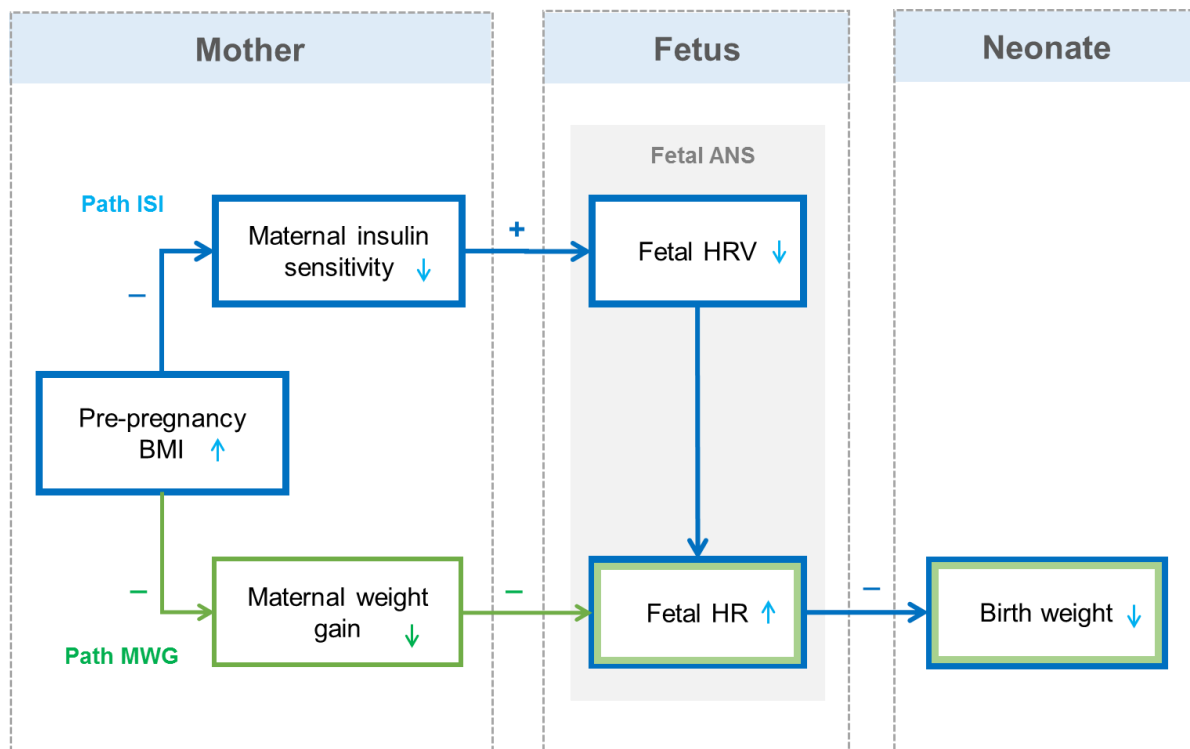 Mother
Fetus
Neonate
Fetal ANS
Path ISI
Maternal insulin
sensitivity ↓
+
Fetal HRV ↓
–
Pre-pregnancy
BMI ↑
–
Maternal weight
gain ↓
–
Fetal HR ↑
–
Birth weight ↓
Path MWG